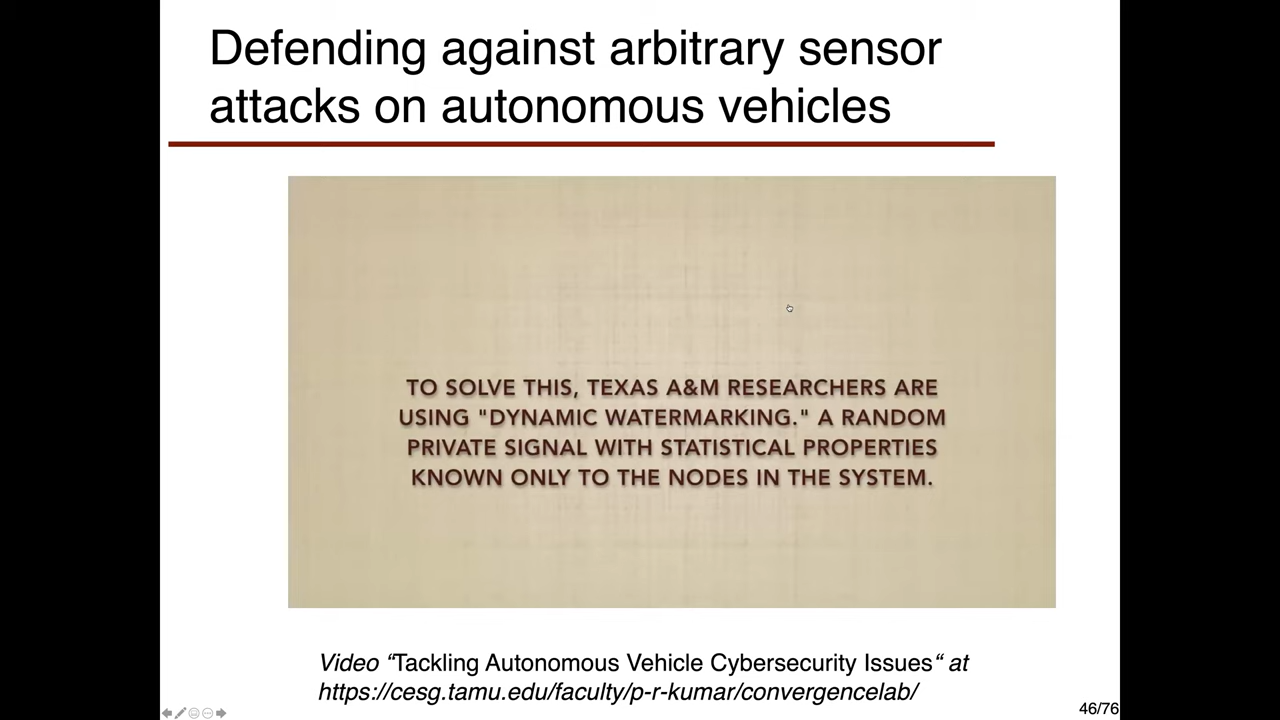 Defending against arbitrary sensor
attacks on autonomous vehicles
TO SOLVE THIS, TEXAS A&M RESEARCHERS ARE
USING "DYNAMIC WATERMARKING." A RANDOM
PRIVATE SIGNAL WITH STATISTICAL PROPERTIES
KNOWN ONLY TO THE NODES IN THE SYSTEM.
Video “Tackling Autonomous Vehicle Cybersecurity Issues“ at
https://cesg.tamu.edu/faculty/p-r-kumar/convergencelab/
46/76